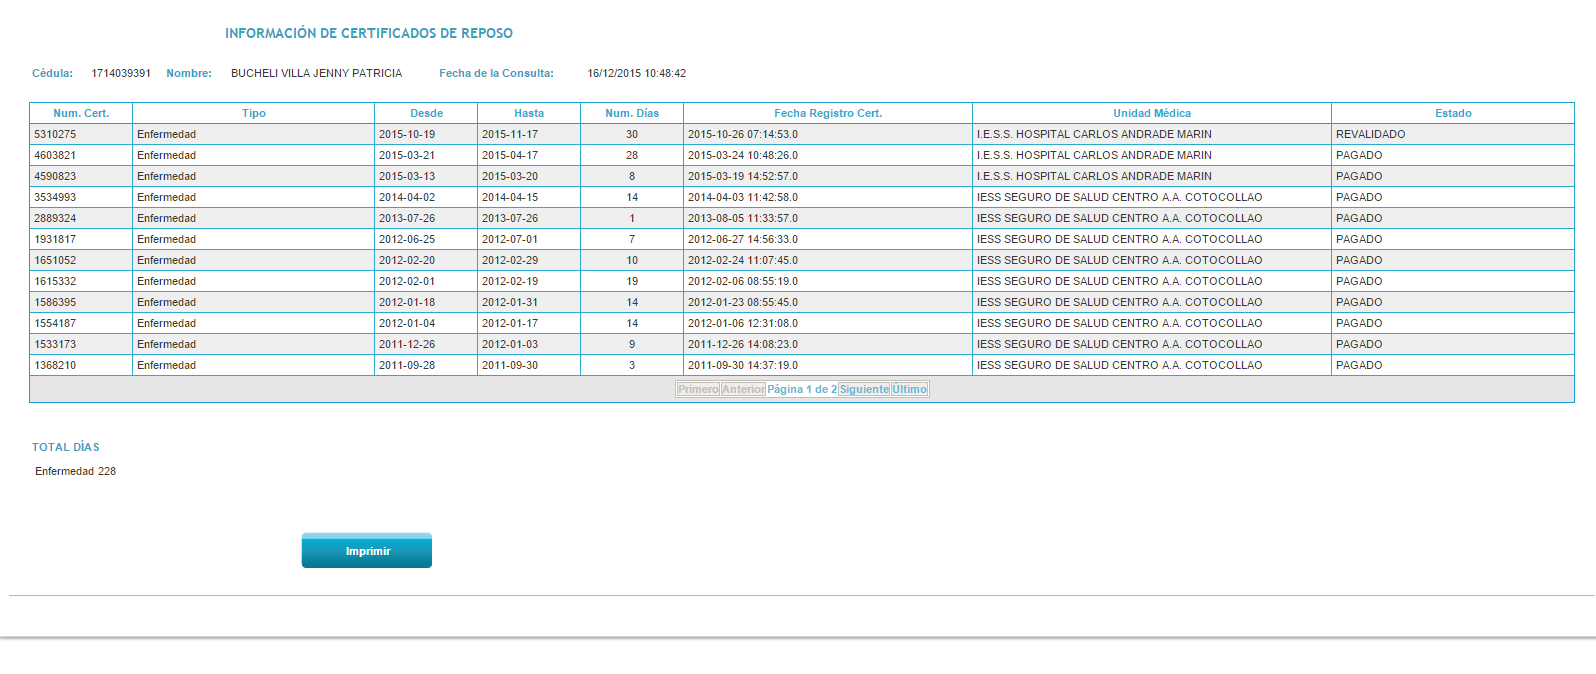 INFORMACIÓN DE CERTIFICADOS DE REPOSO
Cédula: 1714039391 Nombre: BUCHELI VILLA JENNY PATRICIA Fecha de la Consulta: 16/12/2015 10:48:42
Num. Cert. Tipo Desde Hasta Num. Días Fecha Registro Cert. Unidad Médica Estado
5310275 Enfermedad 2015-10-19 2015-11-17 30 2015-10-26 07:14:53.0 I.E.S.S. HOSPITAL CARLOS ANDRADE MARIN REVALIDADO
4603821 Enfermedad 2015-03-21 2015-04-17 28 2015-03-24 10:48:26.0 I.E.S.S. HOSPITAL CARLOS ANDRADE MARIN PAGADO
4590823 Enfermedad 2015-03-13 2015-03-20 8 2015-03-19 14:52:57.0 I.E.S.S. HOSPITAL CARLOS ANDRADE MARIN PAGADO
3534993 Enfermedad 2014-04-02 2014-04-15 14 2014-04-03 11:42:58.0 IESS SEGURO DE SALUD CENTRO A.A. COTOCOLLAO PAGADO
2889324 Enfermedad 2013-07-26 2013-07-26 1 2013-08-05 11:33:57.0 IESS SEGURO DE SALUD CENTRO A.A. COTOCOLLAO PAGADO
1931817 Enfermedad 2012-06-25 2012-07-01 7 2012-06-27 14:56:33.0 IESS SEGURO DE SALUD CENTRO A.A. COTOCOLLAO PAGADO
1651052 Enfermedad 2012-02-20 2012-02-29 10 2012-02-24 11:07:45.0 IESS SEGURO DE SALUD CENTRO A.A. COTOCOLLAO PAGADO
1615332 Enfermedad 2012-02-01 2012-02-19 19 2012-02-06 08:55:19.0 IESS SEGURO DE SALUD CENTRO A.A. COTOCOLLAO PAGADO
1586395 Enfermedad 2012-01-18 2012-01-31 14 2012-01-23 08:55:45.0 IESS SEGURO DE SALUD CENTRO A.A. COTOCOLLAO PAGADO
1554187 Enfermedad 2012-01-04 2012-01-17 14 2012-01-06 12:31:08.0 IESS SEGURO DE SALUD CENTRO A.A. COTOCOLLAO PAGADO
1533173 Enfermedad 2011-12-26 2012-01-03 9 2011-12-26 14:08:23.0 IESS SEGURO DE SALUD CENTRO A.A. COTOCOLLAO PAGADO
1368210 Enfermedad 2011-09-28 2011-09-30 3 2011-09-30 14:37:19.0 IESS SEGURO DE SALUD CENTRO A.A. COTOCOLLAO PAGADO
Primero Anterior Página 1 de 2 Siguiente Último
TOTAL DÍAS
Enfermedad 228
Imprimir